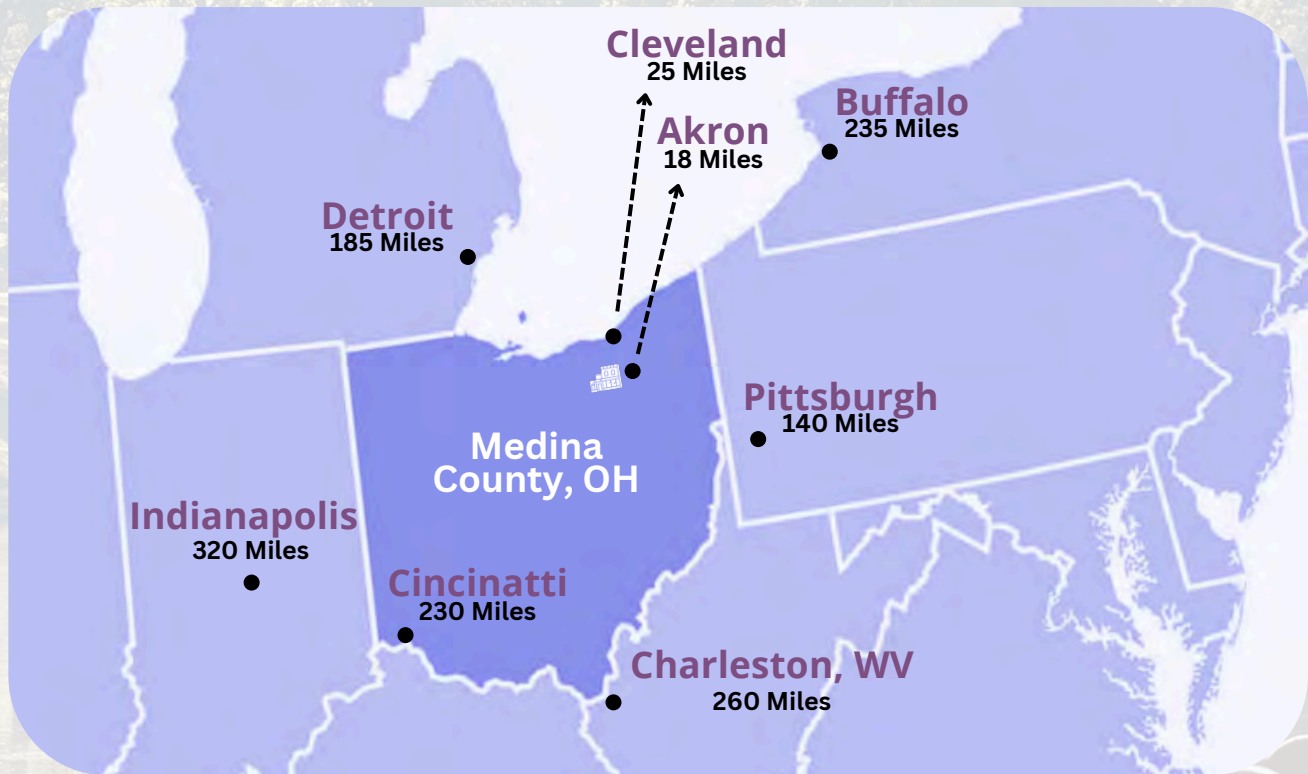 Cleveland
25 Miles
Buffalo
235 Miles
Akron
18 Miles
Detroit
185 Miles
Pittsburgh
140 Miles
Medina
County, OH
Indianapolis
320 Miles
Cincinatti
230 Miles
Charleston, WV
260 Miles